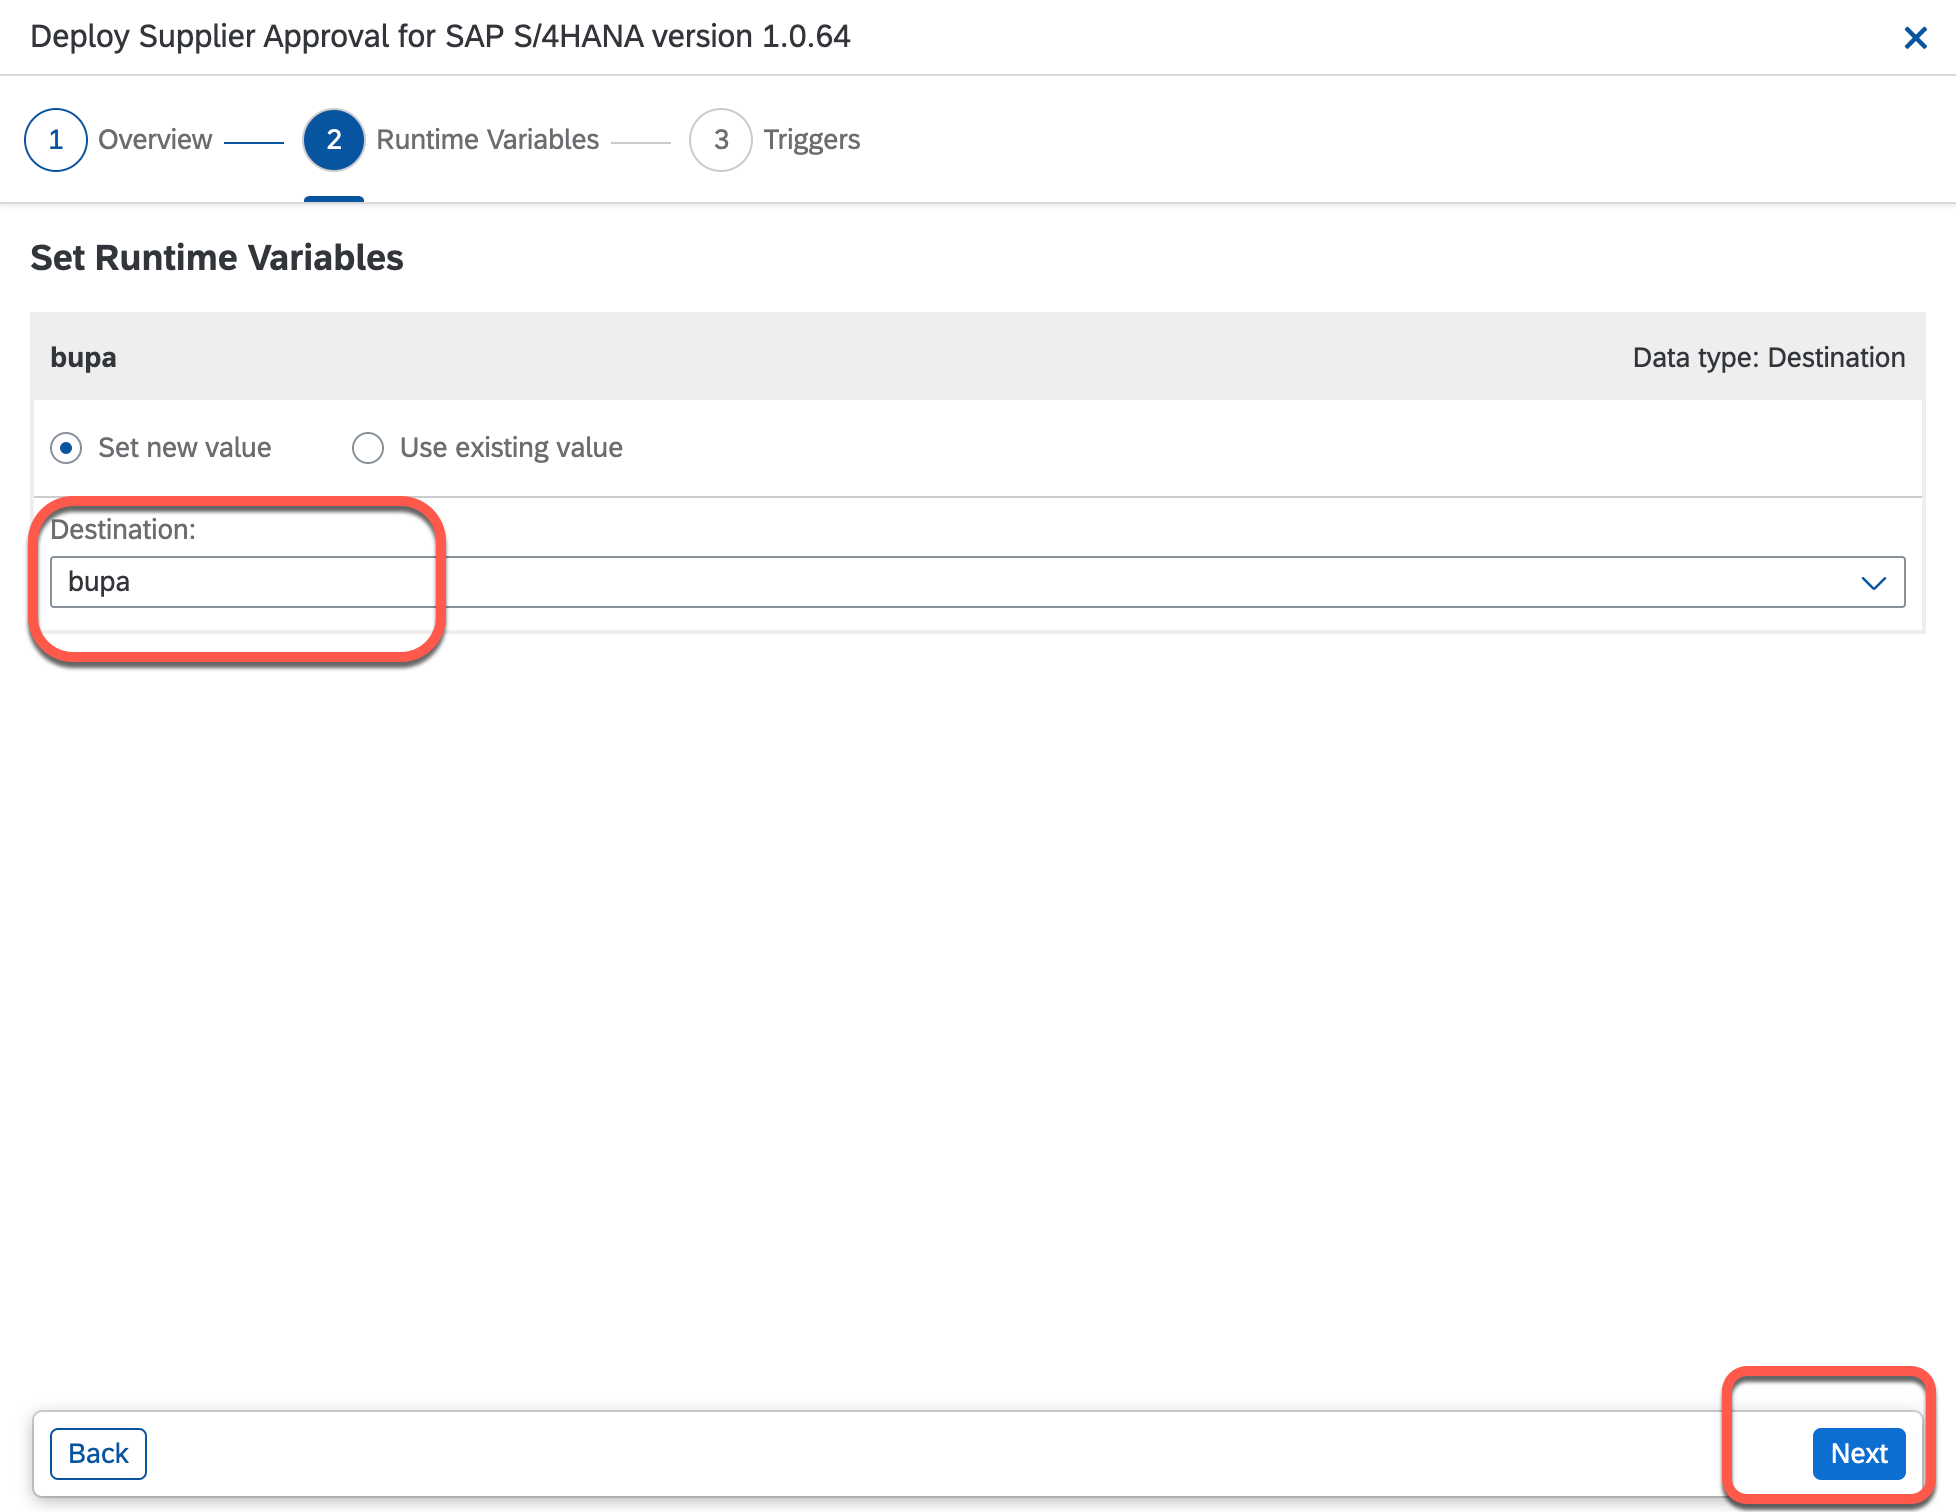 Deploy Supplier Approval for SAP S/4HANA version 1.0.64
1 Overview 2 Runtime Variables 3 Triggers
Set Runtime Variables
bupa Data type: Destination
Set new value Use existing value
Destination:
bupa
Back Next